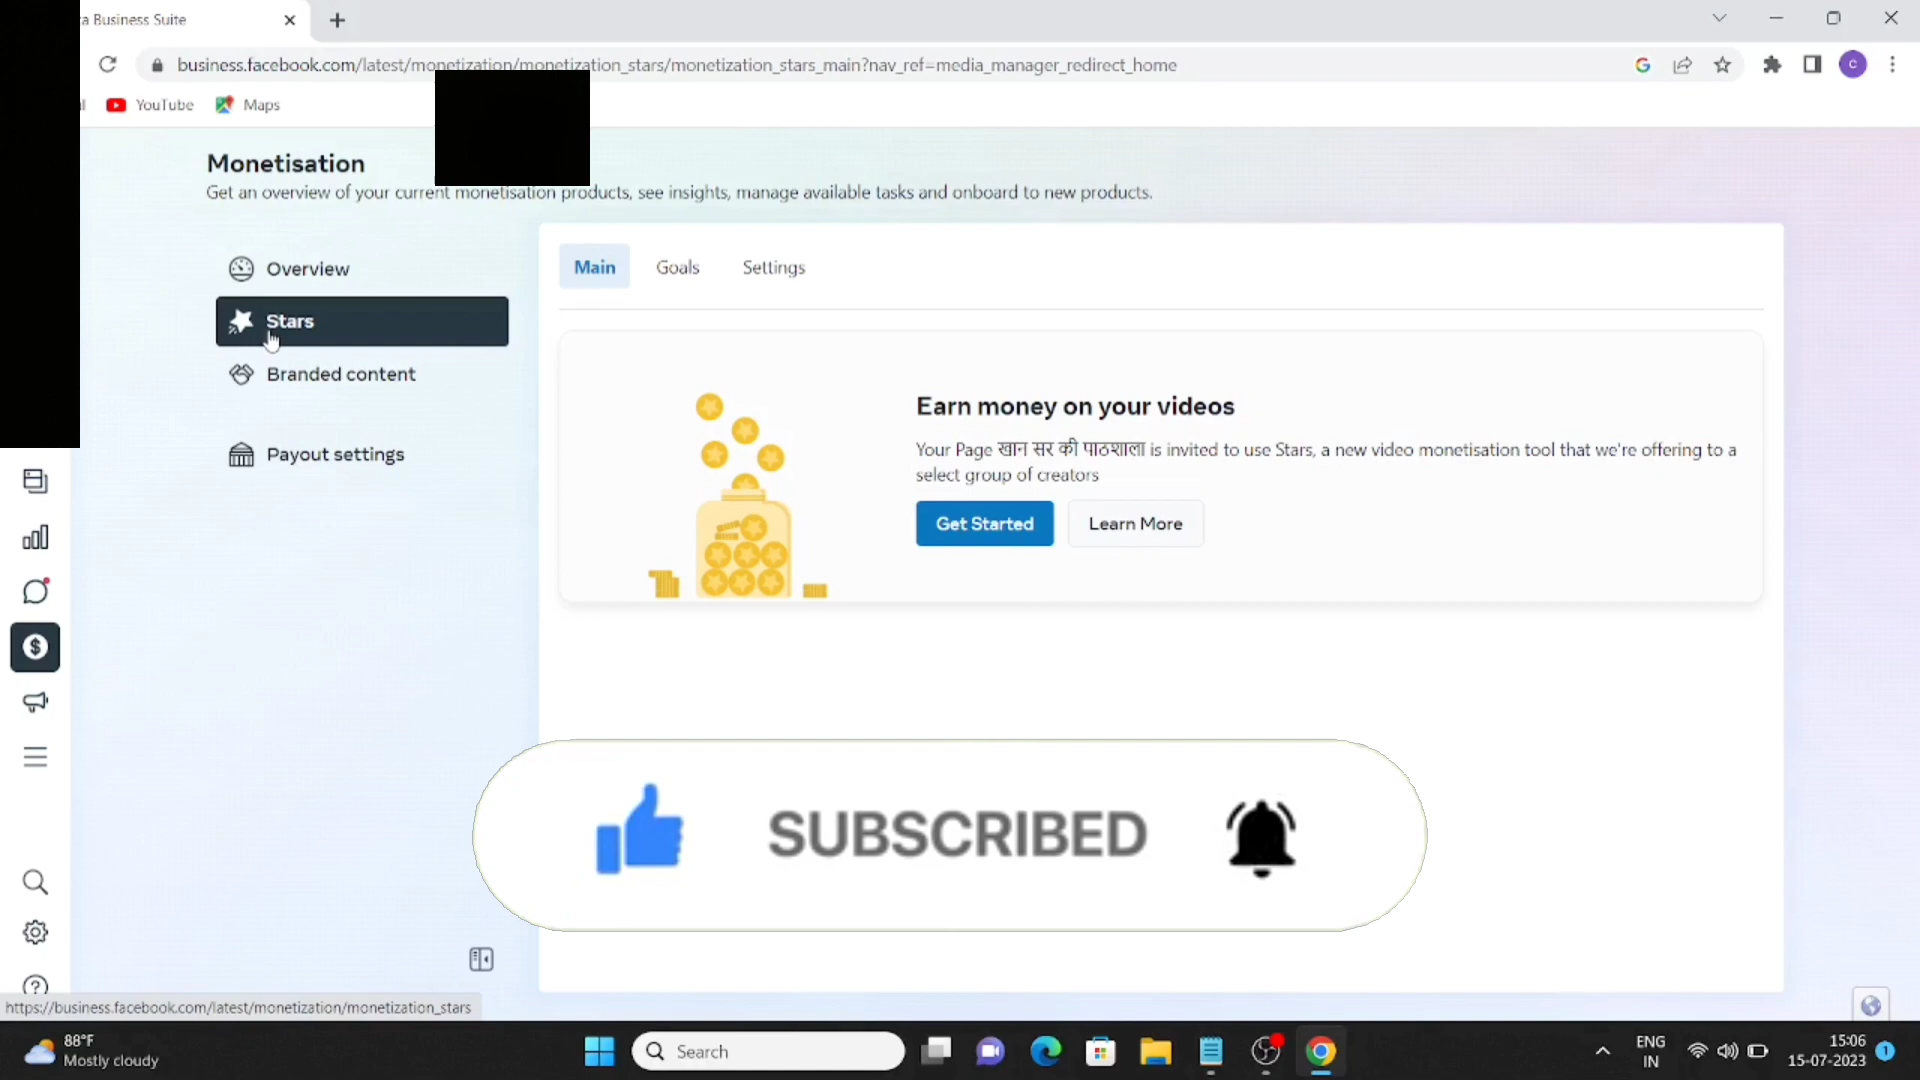 a Business Suite
business.facebook.com/latest/monetization/monetization_stars/monetization_stars_main?nav_ref=media_manager_redirect_home
C
YouTube
Maps
Monetisation
Get an overview of your current monetisation products, see insights, manage available tasks and onboard to new products.
Overview
Stars
Branded content
Payout settings
Main
Goals
Settings
Earn money on your videos
Your Page खान सर की पाठशाला is invited to use Stars, a new video monetisation tool that we're offering to a
select group of creators
Get Started
Learn More
SUBSCRIBED
https://business.facebook.com/latest/monetization/monetization_stars
88°F
Mostly cloudy
Search
ENG
IN
15:06
15-07-2023
1